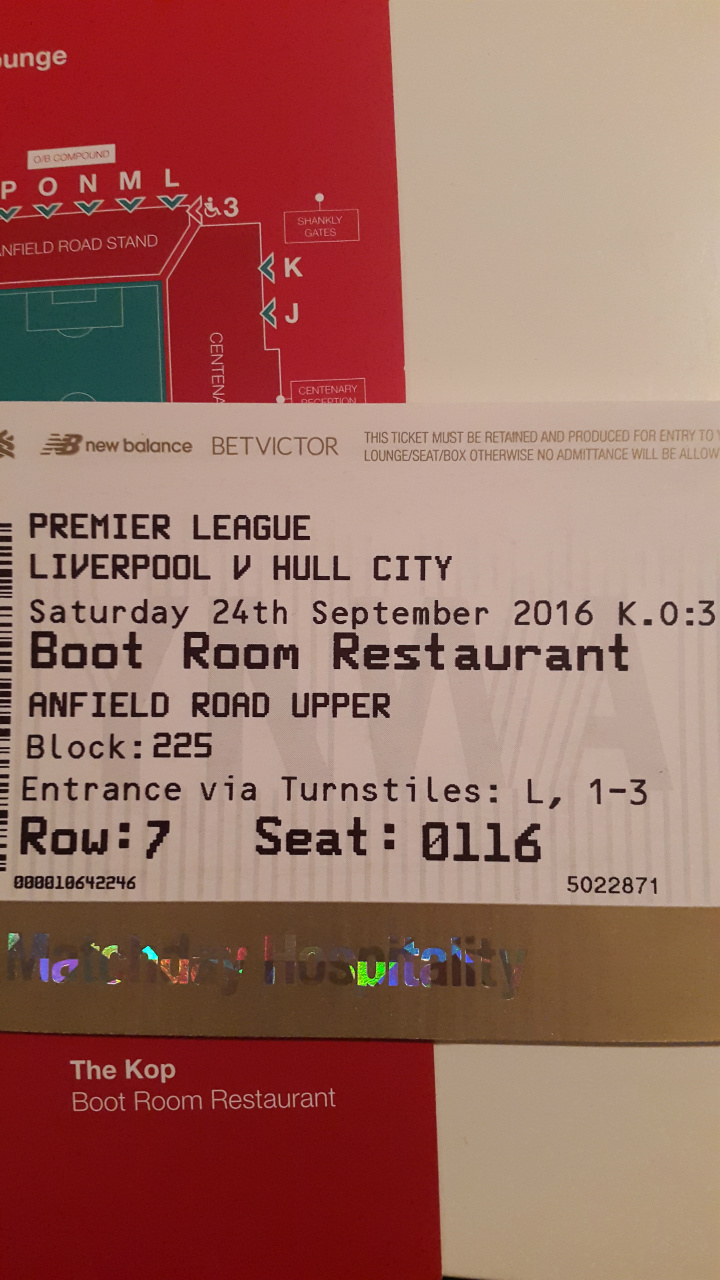 O/B COMPOUND
P O N M L
3
ANFIELD ROAD STAND
SHANKLY
GATES
K
J
CENTENARY
RECEPTION
new balance BETVICTOR
THIS TICKET MUST BE RETAINED AND PRODUCED FOR ENTRY TO
LOUNGE/SEAT/BOX OTHERWISE NO ADMITTANCE WILL BE ALLOW
PREMIER LEAGUE
LIVERPOOL V HULL CITY
Saturday 24th September 2016 K.O:3
Boot Room Restaurant
ANFIELD ROAD UPPER
Block:225
Entrance via Turnstiles: L, 1-3
Row:7 Seat: 0116
000010642246 5022871
YNWA
Matchday Hospitality
The Kop
Boot Room Restaurant